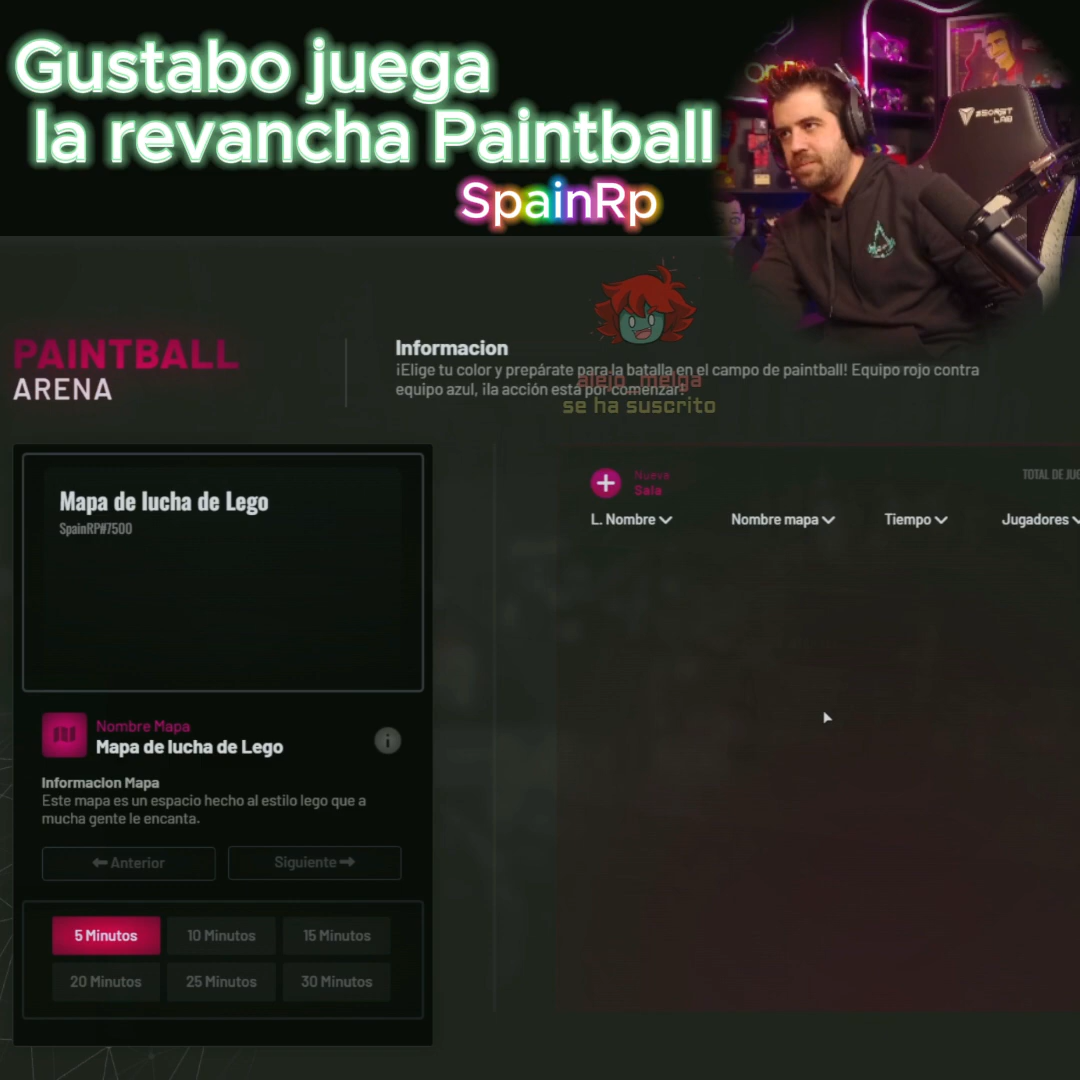 Gustabo juega
la revancha Paintball
SpainRp
PAINTBALL
ARENA
Informacion
¡Elige tu color y prepárate para la batalla en el campo de paintball! Equipo rojo contra
equipo azul, ¡la acción está por comenzar!
alejo_meiga
se ha suscrito
Mapa de lucha de Lego
SpainRP#7500
Nueva
Sala
TOTAL DE JUG
L. Nombre
Nombre mapa
Tiempo
Jugadores
Nombre Mapa
Mapa de lucha de Lego
Informacion Mapa
Este mapa es un espacio hecho al estilo lego que a
mucha gente le encanta.
Anterior
Siguiente
5 Minutos
10 Minutos
15 Minutos
20 Minutos
25 Minutos
30 Minutos